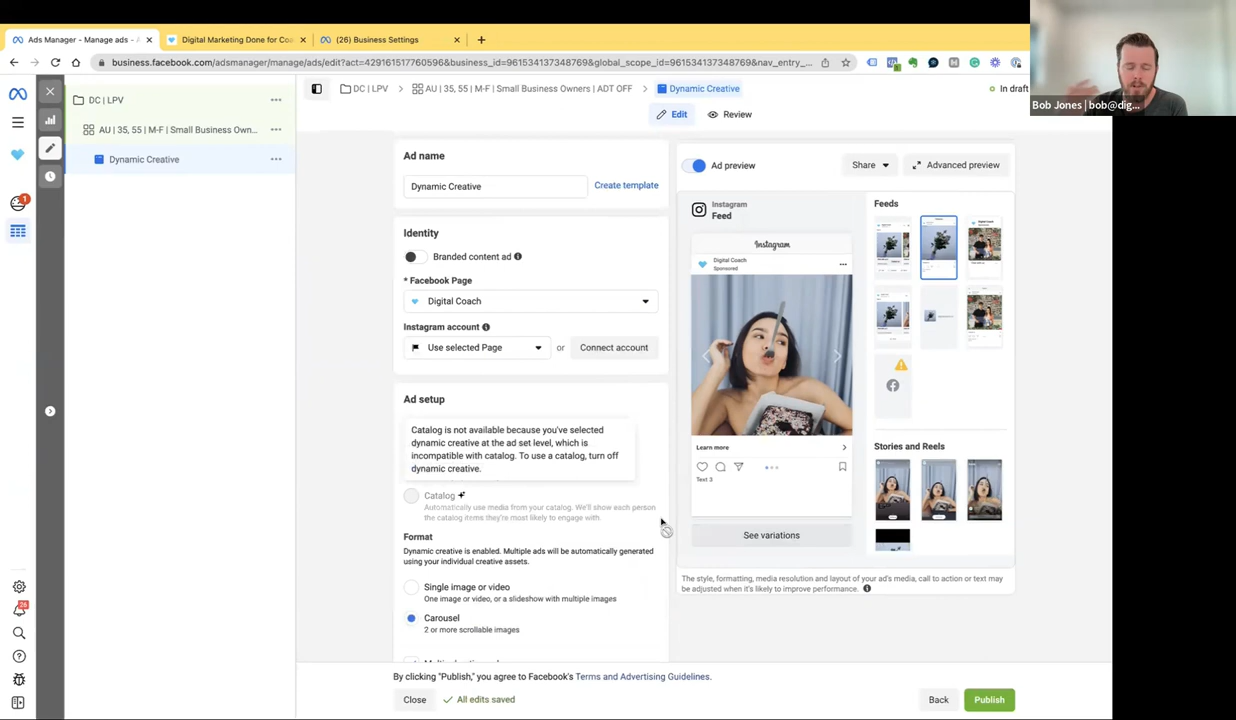 Ads Manager - Manage ads -
Digital Marketing Done for Co
(26) Business Settings
business.facebook.com/adsmanager/manage/ads/edit?act=429161517760596&business_id=961534137348769&global_scope_id=961534137348769&nav_entry_...
Bob Jones | bob@dig...
DC | LPV
AU | 35, 55 | M-F | Small Business Own...
Dynamic Creative
1
26
DC | LPV
AU | 35, 55 | M-F | Small Business Owners | ADT OFF
Dynamic Creative
In draft
Edit
Review
Ad name
Dynamic Creative
Create template
Identity
Branded content ad
* Facebook Page
Digital Coach
Instagram account
Use selected Page
or
Connect account
Ad setup
Catalog is not available because you've selected
dynamic creative at the ad set level, which is
incompatible with catalog. To use a catalog, turn off
dynamic creative.
Catalog
Automatically use media from your catalog. We'll show each person
the catalog items they're most likely to engage with.
Format
Dynamic creative is enabled. Multiple ads will be automatically generated
using your individual creative assets.
Single image or video
One image or video, or a slideshow with multiple images
Carousel
2 or more scrollable images
Ad preview
Share
Advanced preview
Instagram
Feed
Instagram
Digital Coach
Sponsored
Learn more
Text 3
See variations
Feeds
Stories and Reels
The style, formatting, media resolution and layout of your ad's media, call to action or text may
be adjusted when it's likely to improve performance.
By clicking "Publish," you agree to Facebook's Terms and Advertising Guidelines.
Close
All edits saved
Back
Publish